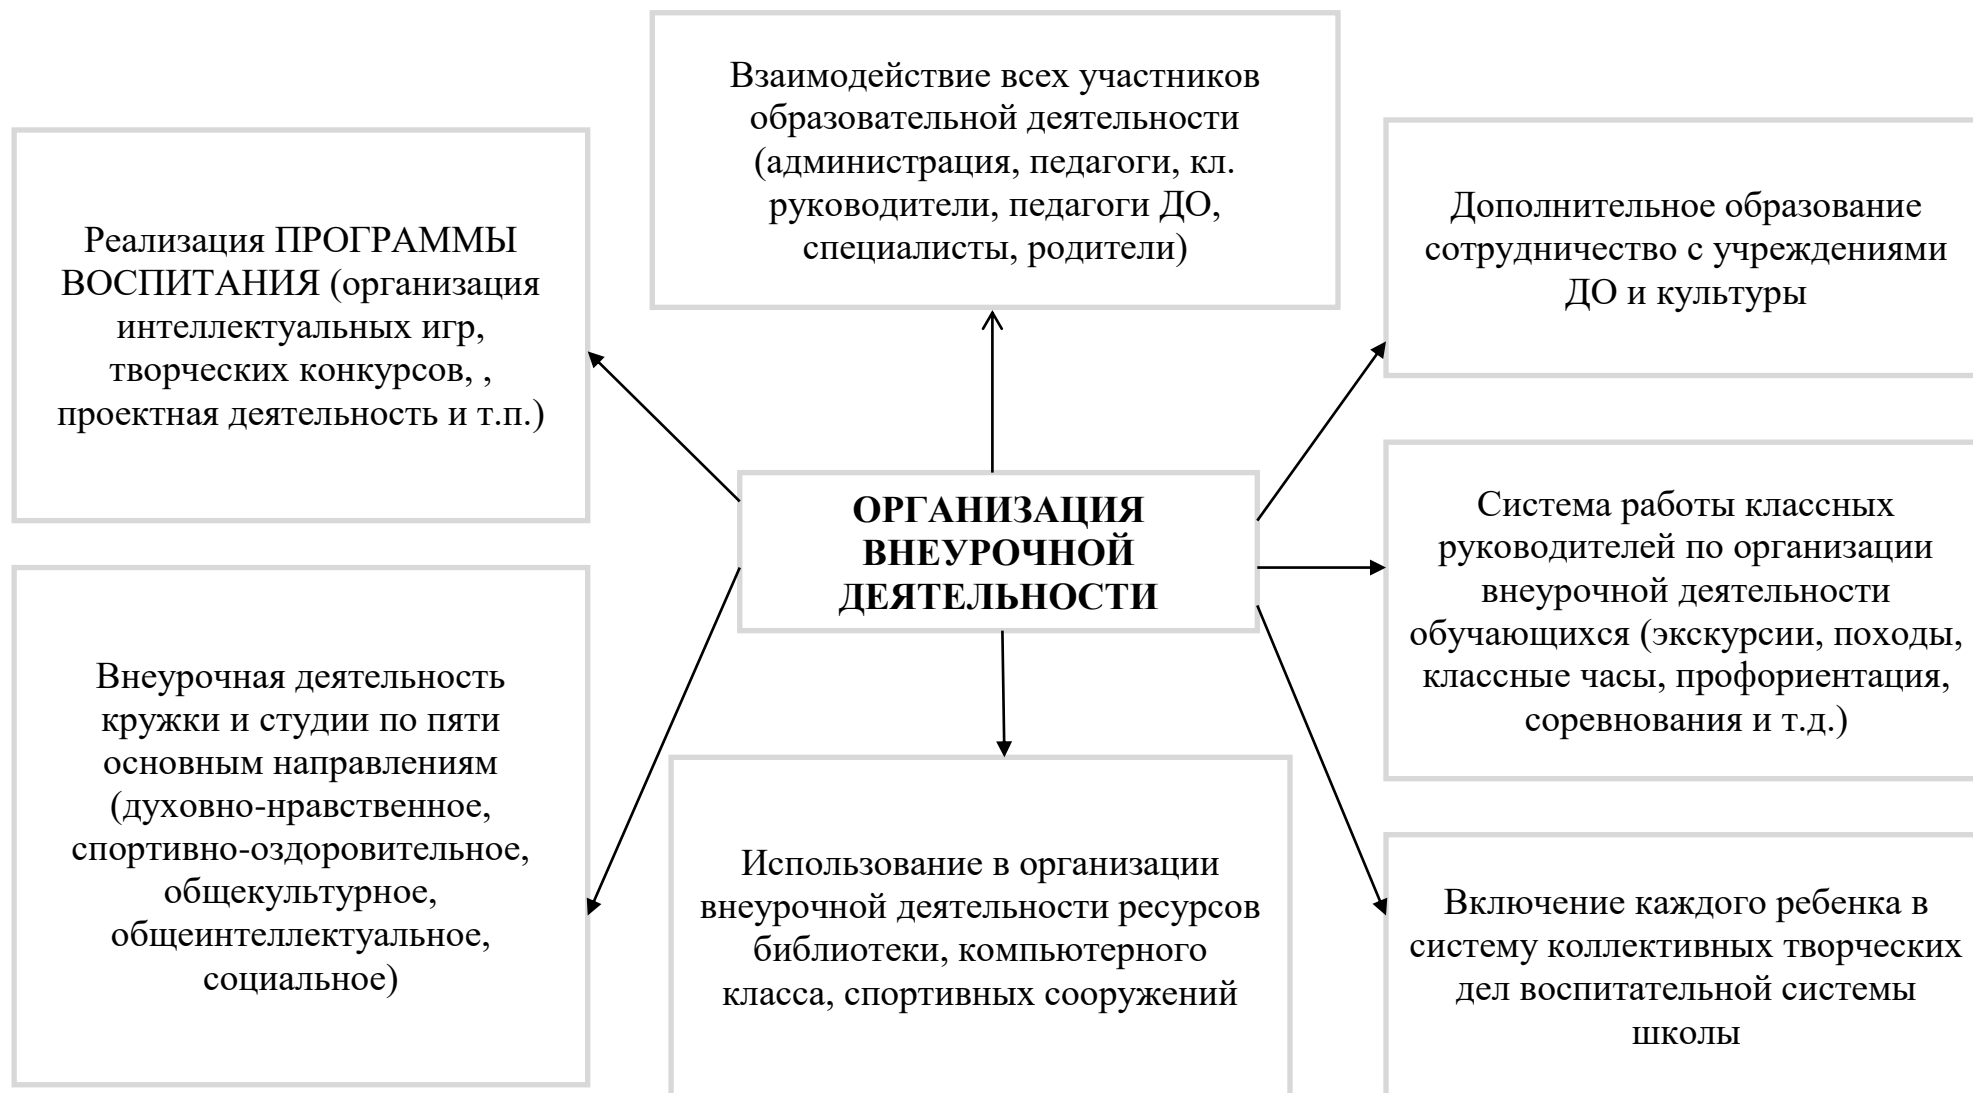 Взаимодействие всех участников
образовательной деятельности
(администрация, педагоги, кл.
руководители, педагоги ДО,
специалисты, родители)
Реализация ПРОГРАММЫ
ВОСПИТАНИЯ (организация
интеллектуальных игр,
творческих конкурсов, ,
проектная деятельность и т.п.)
Дополнительное образование
сотрудничество с учреждениями
ДО и культуры
ОРГАНИЗАЦИЯ
ВНЕУРОЧНОЙ
ДЕЯТЕЛЬНОСТИ
Система работы классных
руководителей по организации
внеурочной деятельности
обучающихся (экскурсии, походы,
классные часы, профориентация,
соревнования и т.д.)
Внеурочная деятельность
кружки и студии по пяти
основным направлениям
(духовно-нравственное,
спортивно-оздоровительное,
общекультурное,
общеинтеллектуальное,
социальное)
Использование в организации
внеурочной деятельности ресурсов
библиотеки, компьютерного
класса, спортивных сооружений
Включение каждого ребенка в
систему коллективных творческих
дел воспитательной системы
школы